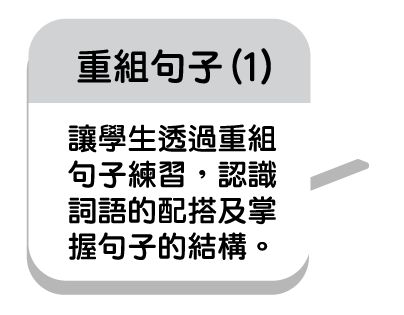 重組句子(1)
讓學生透過重組
句子練習，認識
詞語的配搭及掌
握句子的結構。